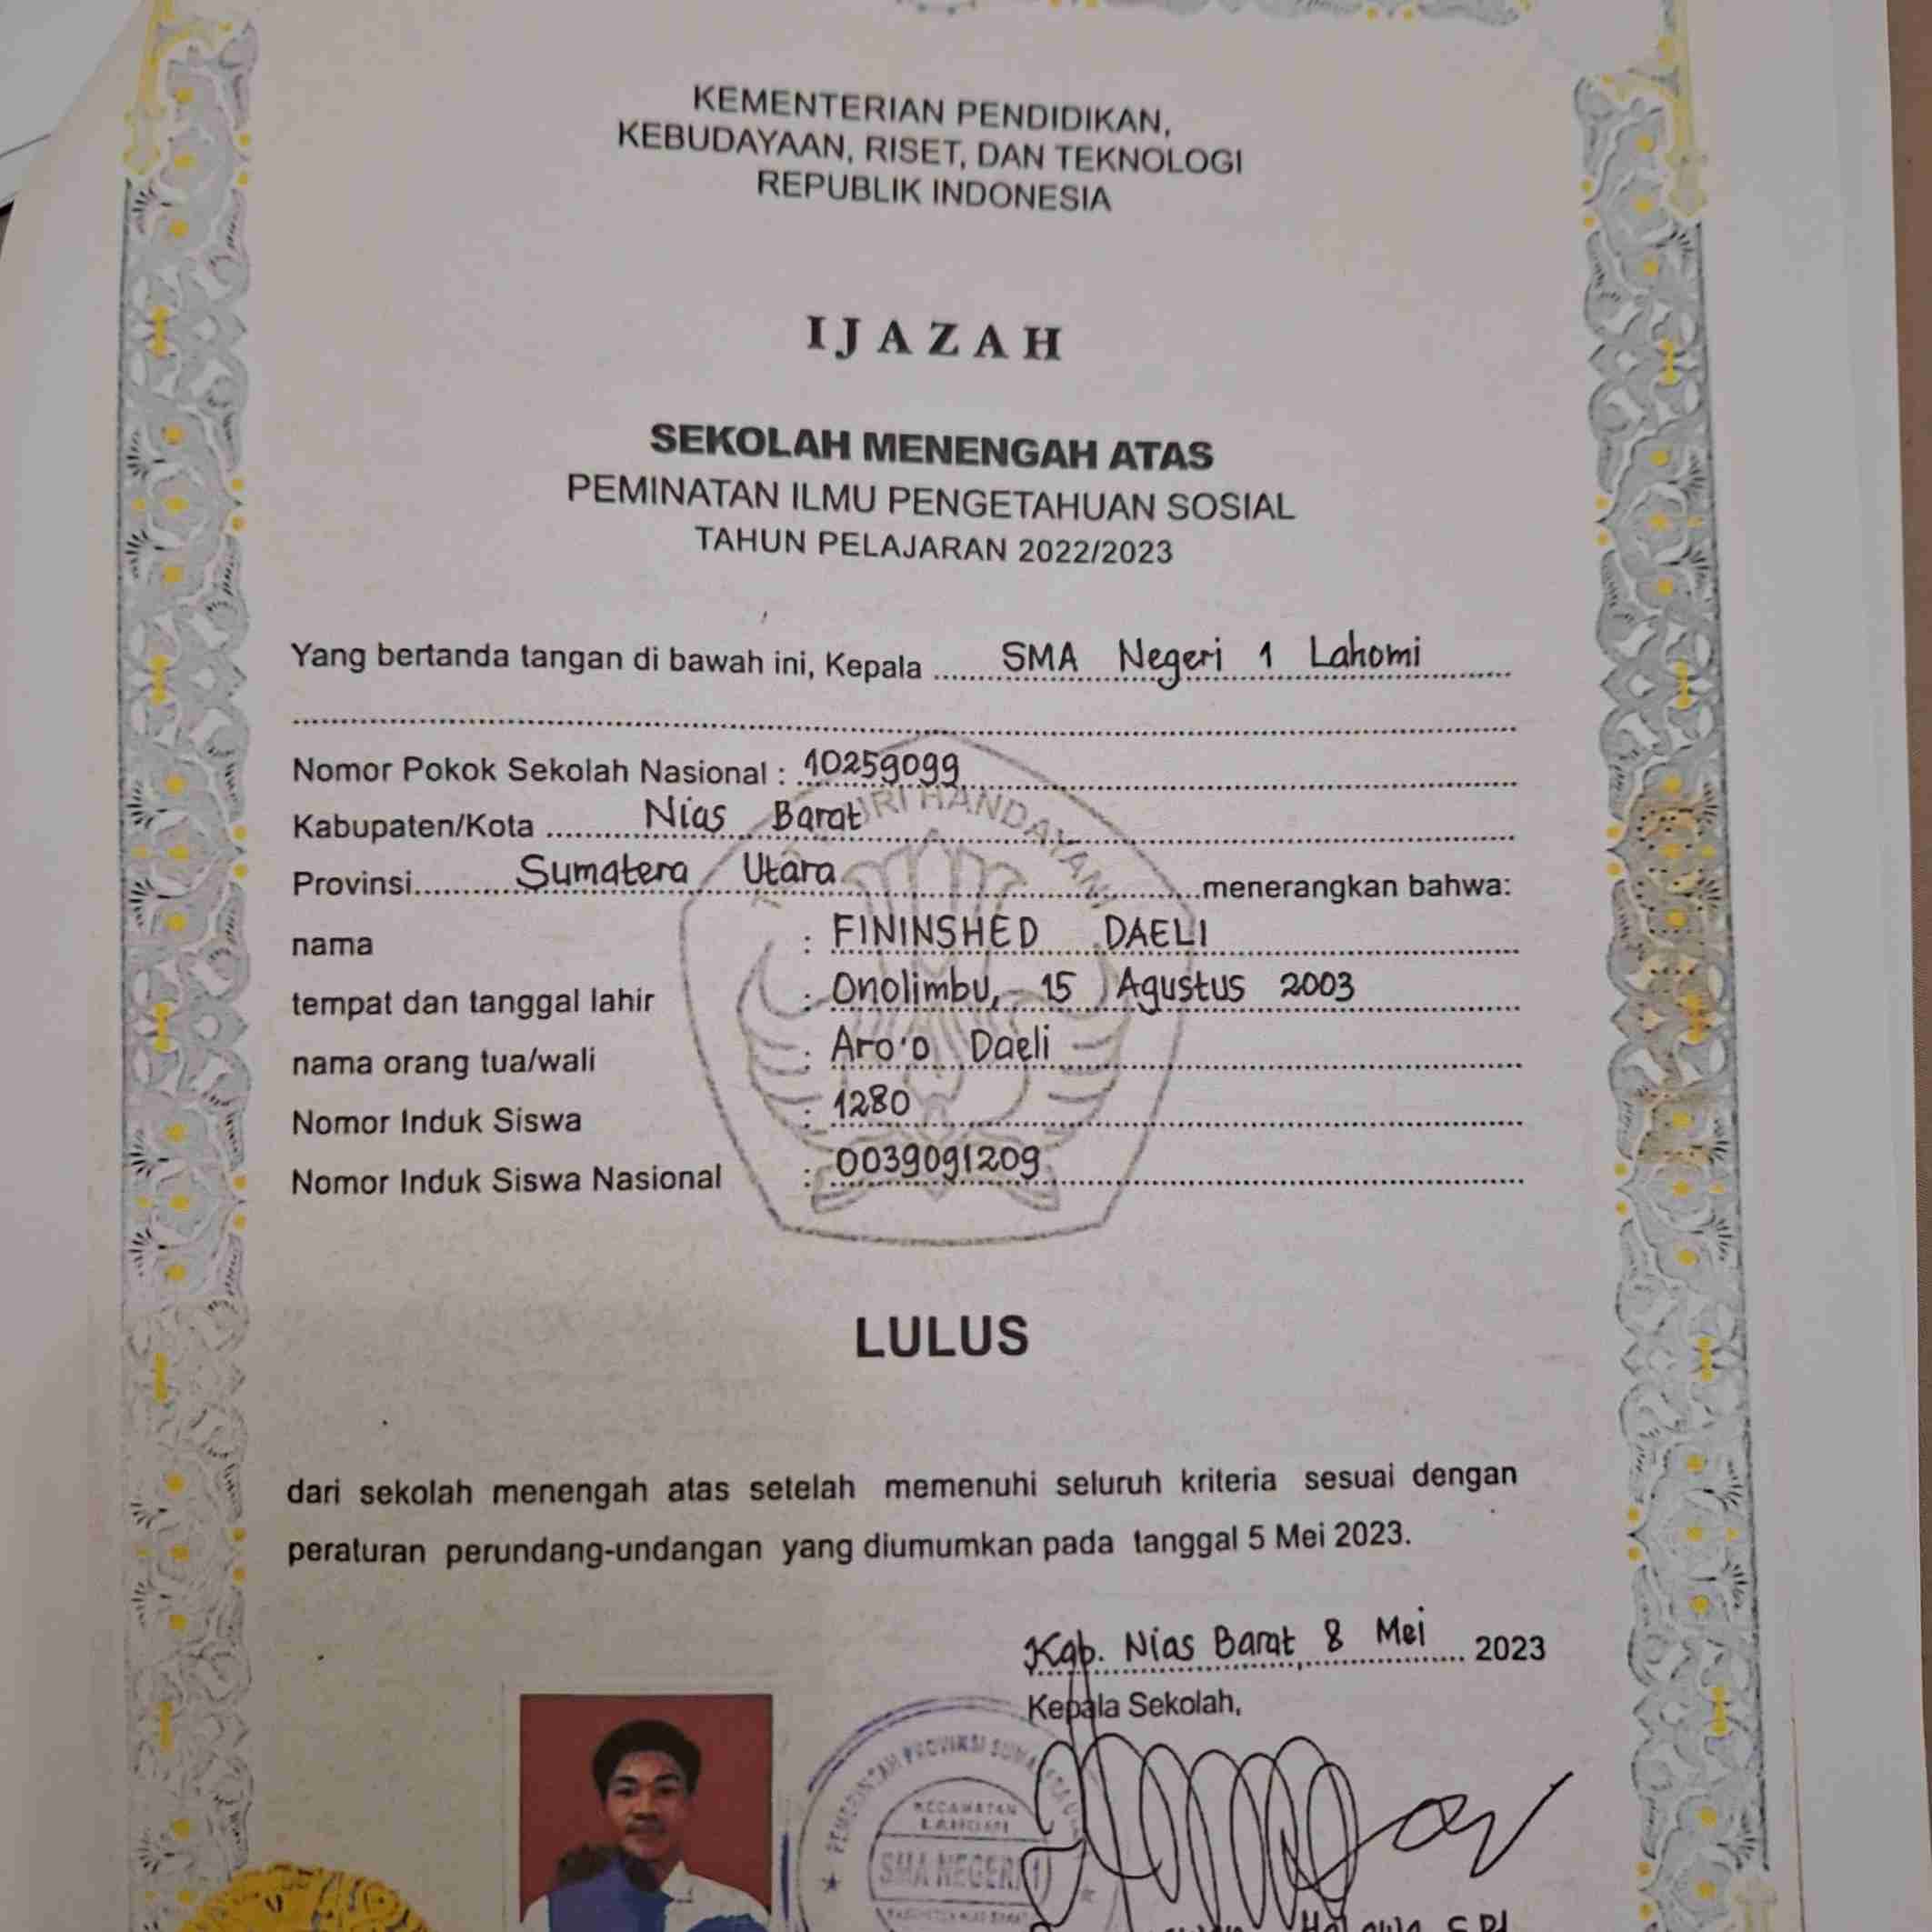 KEMENTERIAN PENDIDIKAN,
KEBUDAYAAN, RISET, DAN TEKNOLOGI
REPUBLIK INDONESIA
IJAZAH
SEKOLAH MENENGAH ATAS
PEMINATAN ILMU PENGETAHUAN SOSIAL
TAHUN PELAJARAN 2022/2023
Yang bertanda tangan di bawah ini, Kepala SMA Negeri 1 Lahomi
Nomor Pokok Sekolah Nasional : 10259099
Kabupaten/Kota Nias Barat
Provinsi Sumatera Utara menerangkan bahwa:
nama : FININSHED DAELI
tempat dan tanggal lahir : Onolimbu, 15 Agustus 2003
nama orang tua/wali : Aro'o Daeli
Nomor Induk Siswa : 1280
Nomor Induk Siswa Nasional : 0039091209
LULUS
dari sekolah menengah atas setelah memenuhi seluruh kriteria sesuai dengan
peraturan perundang-undangan yang diumumkan pada tanggal 5 Mei 2023.
Kab. Nias Barat, 8 Mei 2023
Kepala Sekolah,
PEMERINTAH PROVINSI
KECAMATAN
LAHOMI
SMA NEGERI 1
HANDAYANI